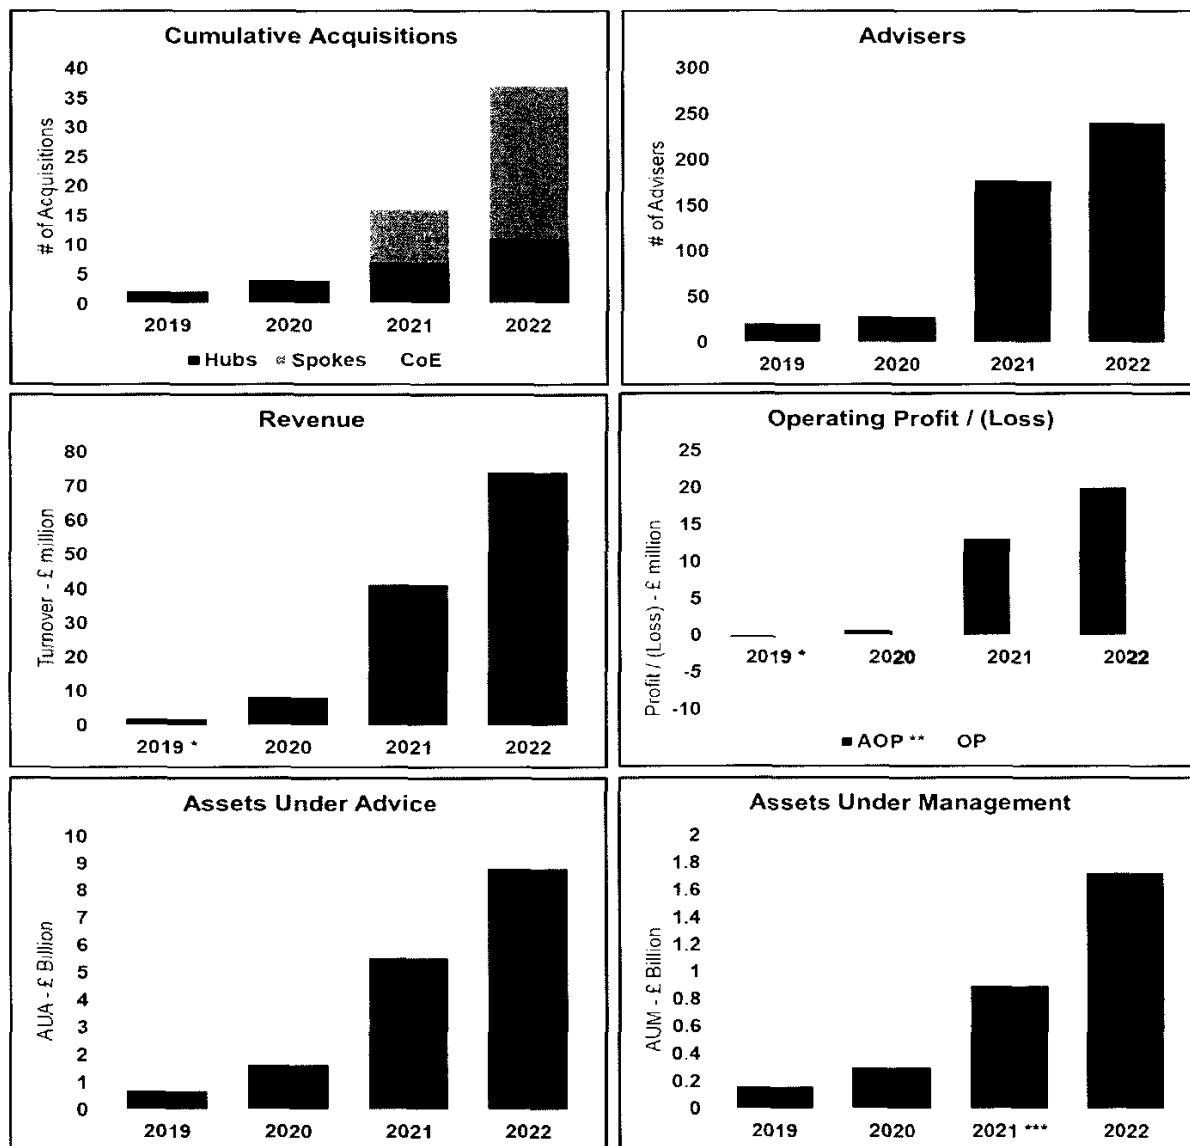 Cumulative Acquisitions
# of Acquisitions
40
35
30
25
20
15
10
5
0
2019 2020 2021 2022
Hubs Spokes CoE
Advisers
# of Advisers
300
250
200
150
100
50
0
2019 2020 2021 2022
Revenue
Turnover - £ million
80
70
60
50
40
30
20
10
0
2019 * 2020 2021 2022
Operating Profit / (Loss)
Profit / (Loss) - £ million
25
20
15
10
5
0
-5
-10
2019 * 2020 2021 2022
AOP ** OP
Assets Under Advice
AUA - £ Billion
10
9
8
7
6
5
4
3
2
1
0
2019 2020 2021 2022
Assets Under Management
AUM - £ Billion
2
1.8
1.6
1.4
1.2
1
0.8
0.6
0.4
0.2
0
2019 2020 2021 *** 2022